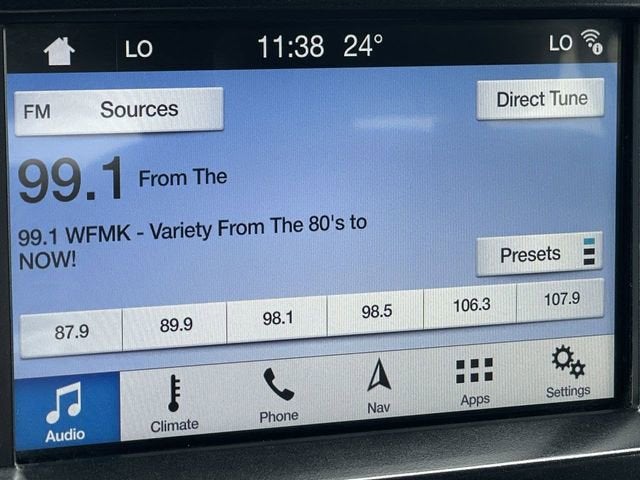 LO 11:38 24° LO
FM Sources Direct Tune
99.1 From The
99.1 WFMK - Variety From The 80's to
NOW!
Presets
87.9 89.9 98.1 98.5 106.3 107.9
Audio Climate Phone Nav Apps Settings